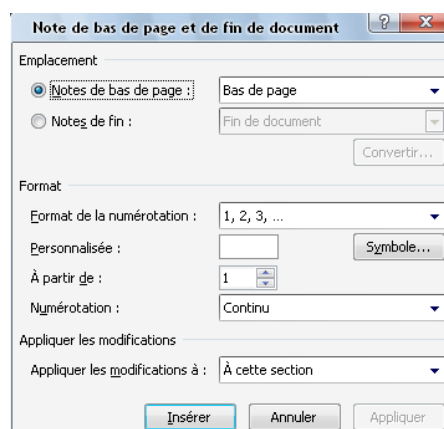 Note de bas de page et de fin de document
Emplacement
Notes de bas de page : Bas de page
Notes de fin : Fin de document
Convertir...
Format
Format de la numérotation : 1, 2, 3, ...
Personnalisée : Symbole...
À partir de : 1
Numérotation : Continu
Appliquer les modifications
Appliquer les modifications à : À cette section
Insérer Annuler Appliquer